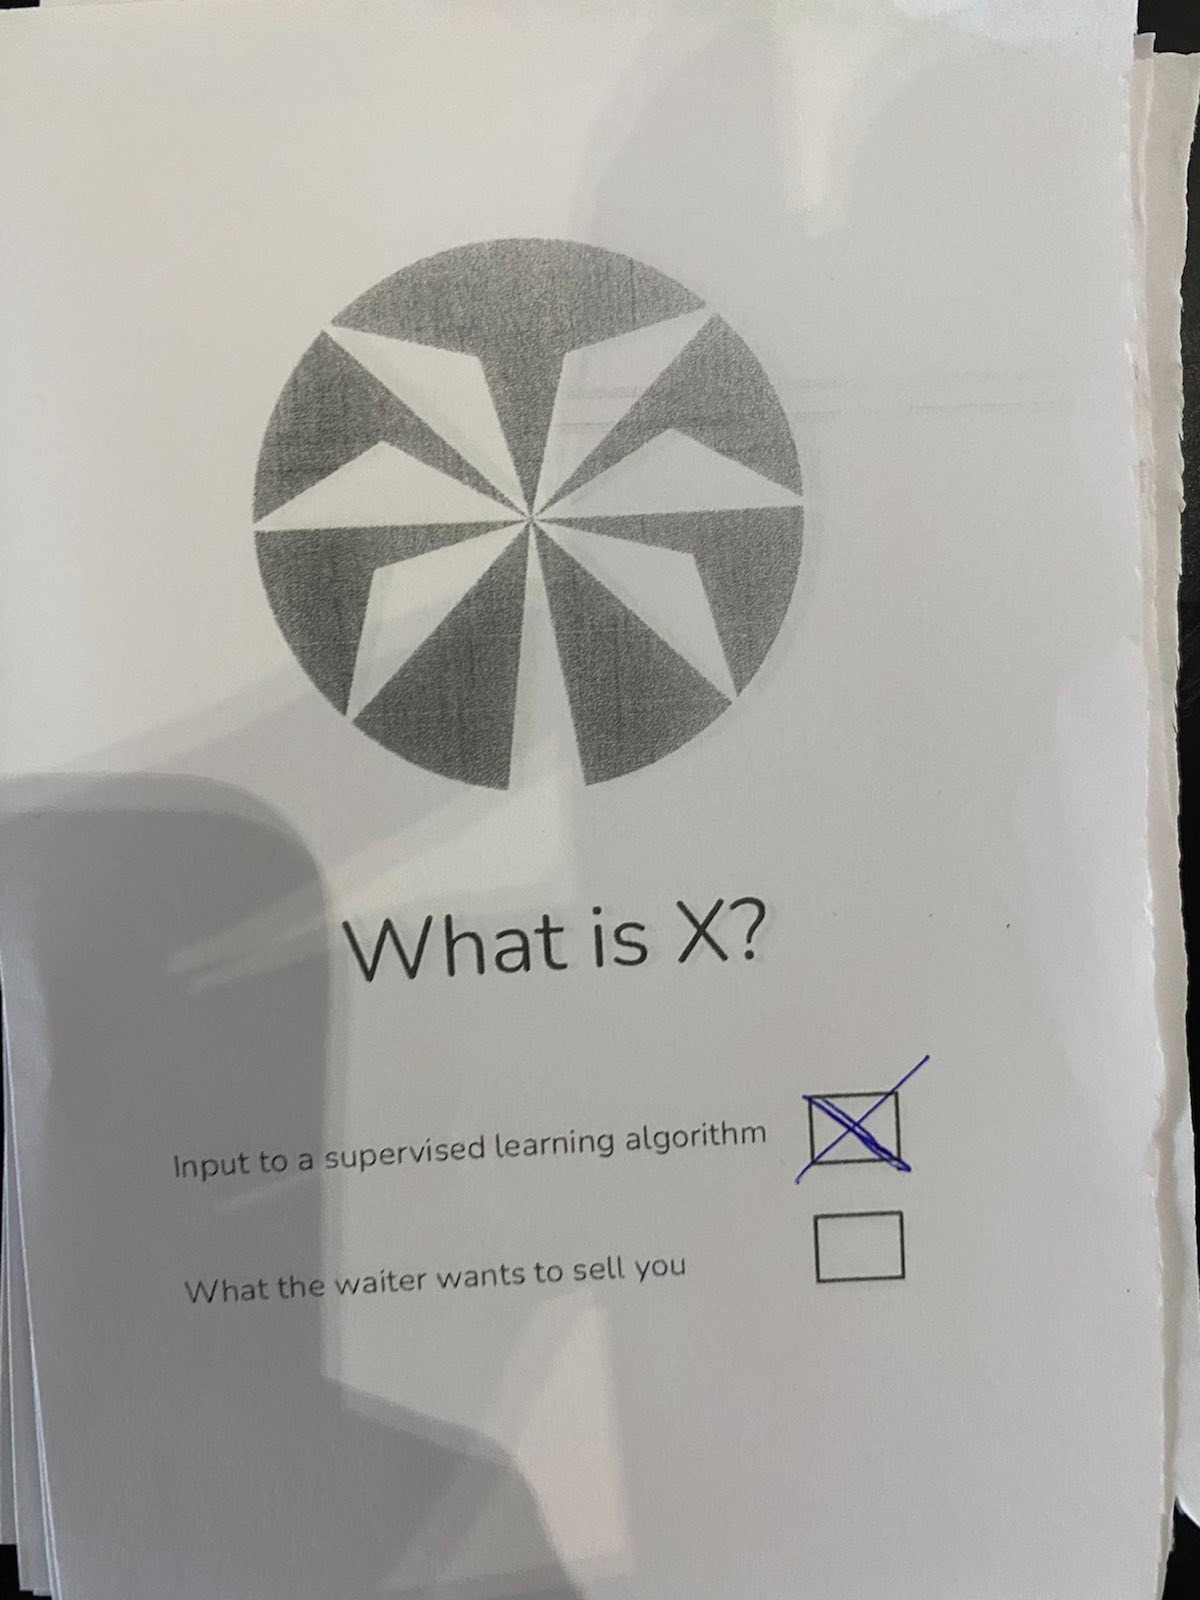 What is X?
Input to a supervised learning algorithm
What the waiter wants to sell you